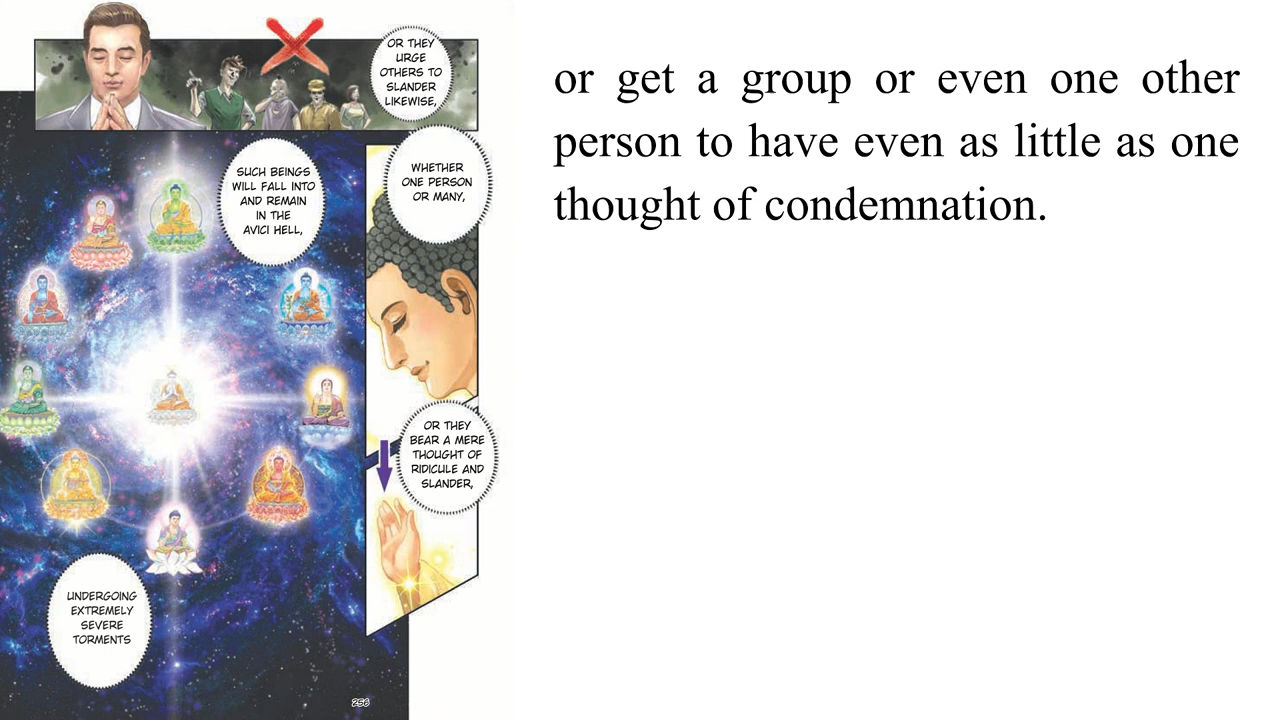 OR THEY
URGE
OTHERS TO
SLANDER
LIKEWISE,
WHETHER
ONE PERSON
OR MANY,
OR THEY
BEAR A MERE
THOUGHT OF
RIDICULE AND
SLANDER,
SUCH BEINGS
WILL FALL INTO
AND REMAIN
IN THE
AVICI HELL,
UNDERGOING
EXTREMELY
SEVERE
TORMENTS
256
or get a group or even one other
person to have even as little as one
thought of condemnation.